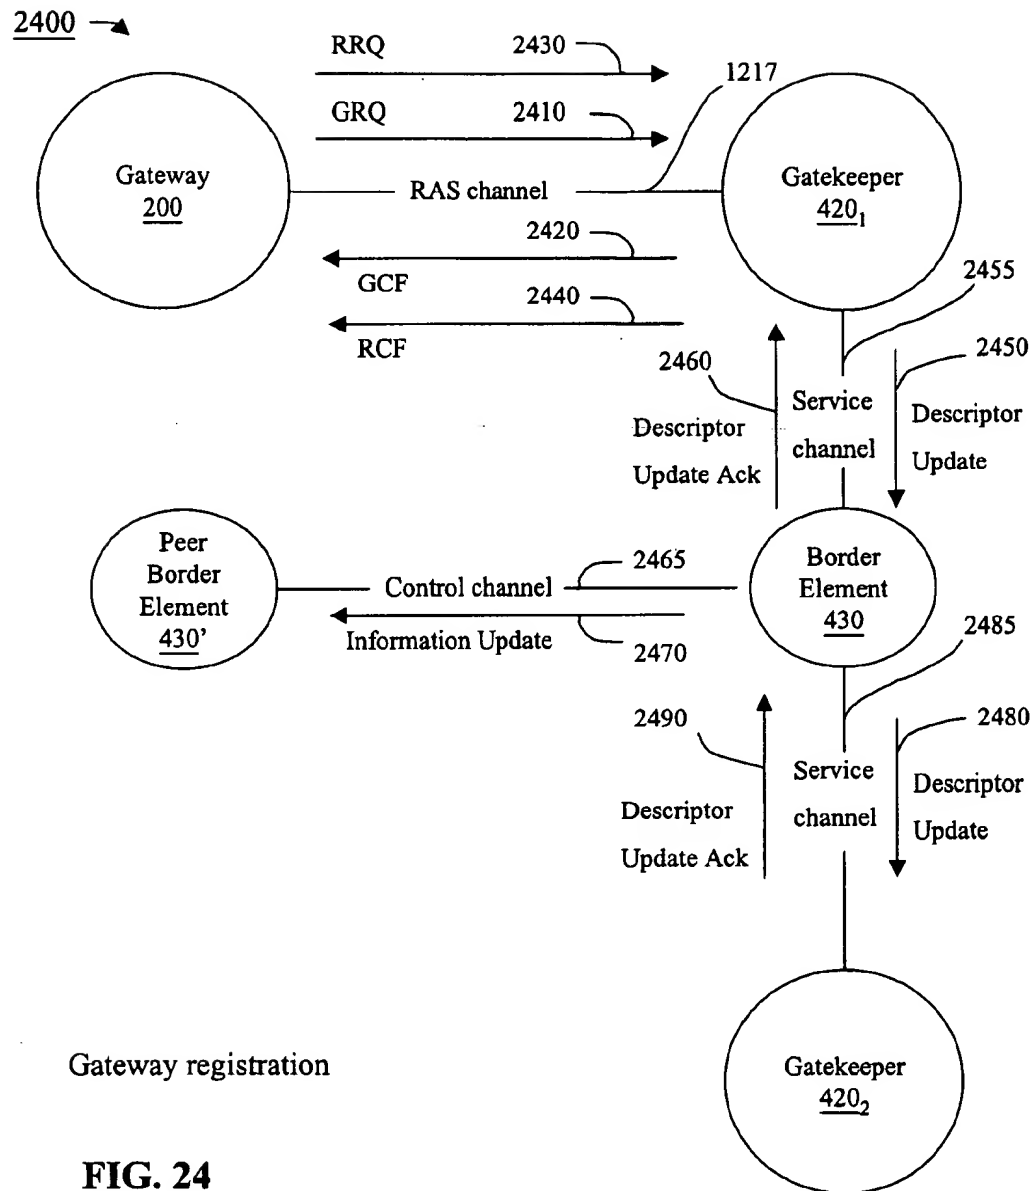 2400
RRQ
2430
1217
GRQ
2410
Gateway
200
RAS channel
Gatekeeper
420₁
2420
GCF
2440
RCF
2455
2460
2450
Service
channel
Descriptor
Update Ack
Descriptor
Update
Peer
Border
Element
430’
Control channel
2465
Border
Element
430
Information Update
2470
2485
2490
2480
Service
channel
Descriptor
Update Ack
Descriptor
Update
Gateway registration
Gatekeeper
420₂
FIG. 24